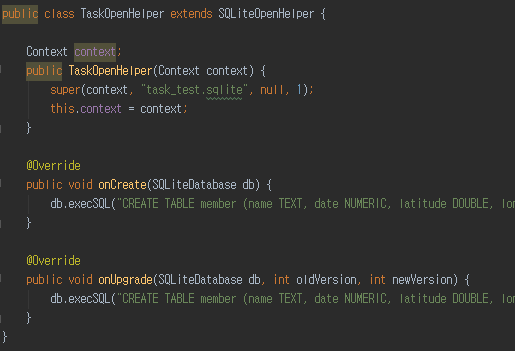 public class TaskOpenHelper extends SQLiteOpenHelper {
Context context;
public TaskOpenHelper(Context context) {
super(context, "task_test.sqlite", null, 1);
this.context = context;
}
@Override
public void onCreate(SQLiteDatabase db) {
db.execSQL("CREATE TABLE member (name TEXT, date NUMERIC, latitude DOUBLE, lon
}
@Override
public void onUpgrade(SQLiteDatabase db, int oldVersion, int newVersion) {
db.execSQL("CREATE TABLE member (name TEXT, date NUMERIC, latitude DOUBLE, lon
}
}